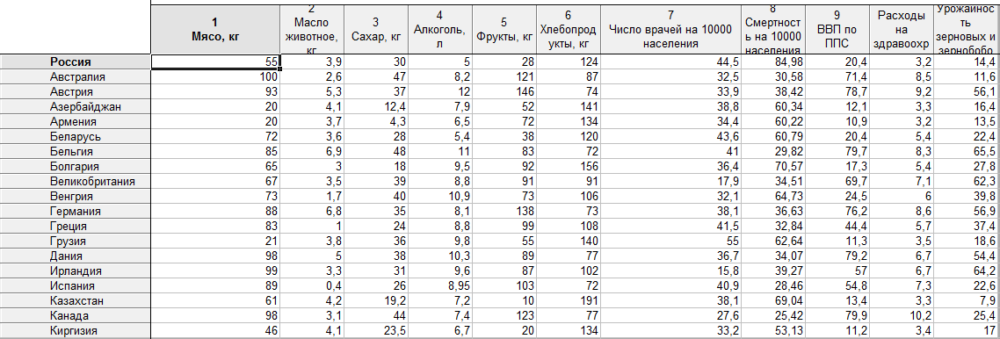 1 Мясо, кг 2 Масло животное, кг 3 Сахар, кг 4 Алкоголь, л 5 Фрукты, кг 6 Хлебопродукты, кг 7 Число врачей на 10000 населения 8 Смертность на 10000 населения 9 ВВП по ППС Расходы на здравоохр Урожайность зерновых и зернобобо
Россия 55 3,9 30 5 28 124 44,5 84,98 20,4 3,2 14,4
Австралия 100 2,6 47 8,2 121 87 32,5 30,58 71,4 8,5 11,6
Австрия 93 5,3 37 12 146 74 33,9 38,42 78,7 9,2 56,1
Азербайджан 20 4,1 12,4 7,9 52 141 38,8 60,34 12,1 3,3 16,4
Армения 20 3,7 4,3 6,5 72 134 34,4 60,22 10,9 3,2 13,5
Беларусь 72 3,6 28 5,4 38 120 43,6 60,79 20,4 5,4 22,4
Бельгия 85 6,9 48 11 83 72 41 29,82 79,7 8,3 65,5
Болгария 65 3 18 9,5 92 156 36,4 70,57 17,3 5,4 27,8
Великобритания 67 3,5 39 8,8 91 91 17,9 34,51 69,7 7,1 62,3
Венгрия 73 1,7 40 10,9 73 106 32,1 64,73 24,5 6 39,8
Германия 88 6,8 35 8,1 138 73 38,1 36,63 76,2 8,6 56,9
Греция 83 1 24 8,8 99 108 41,5 32,84 44,4 5,7 37,4
Грузия 21 3,8 36 9,8 55 140 55 62,64 11,3 3,5 18,6
Дания 98 5 38 10,3 89 77 36,7 34,07 79,2 6,7 54,4
Ирландия 99 3,3 31 9,6 87 102 15,8 39,27 57 6,7 64,2
Испания 89 0,4 26 8,95 103 72 40,9 28,46 54,8 7,3 22,6
Казахстан 61 4,2 19,2 7,2 10 191 38,1 69,04 13,4 3,3 7,9
Канада 98 3,1 44 7,4 123 77 27,6 25,42 79,9 10,2 25,4
Киргизия 46 4,1 23,5 6,7 20 134 33,2 53,13 11,2 3,4 17